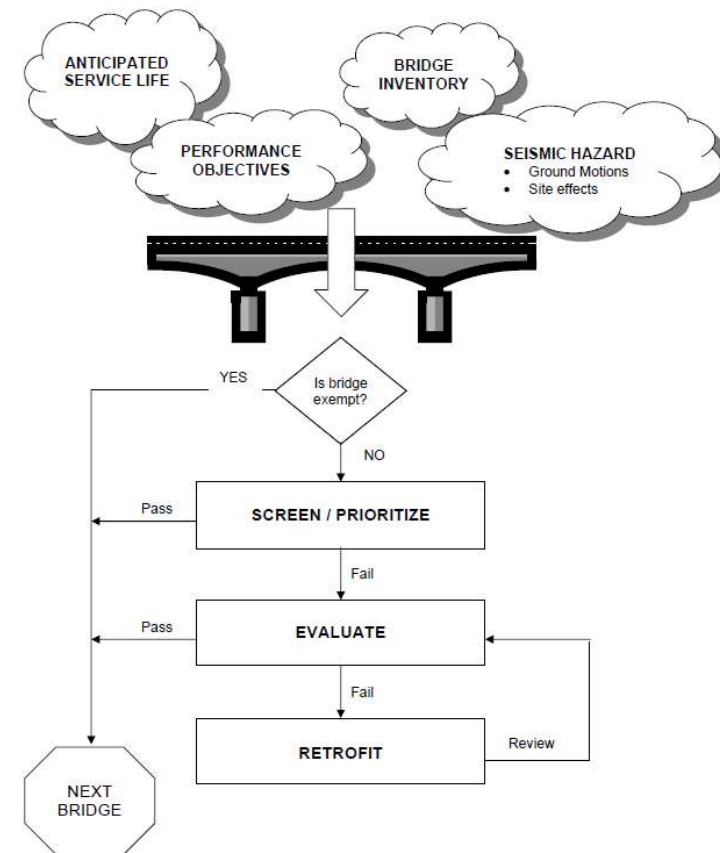 ANTICIPATED
SERVICE LIFE
BRIDGE
INVENTORY
PERFORMANCE
OBJECTIVES
SEISMIC HAZARD
• Ground Motions
• Site effects
YES
Is bridge
exempt?
NO
Pass
SCREEN / PRIORITIZE
Fail
Pass
EVALUATE
Fail
RETROFIT
Review
NEXT
BRIDGE